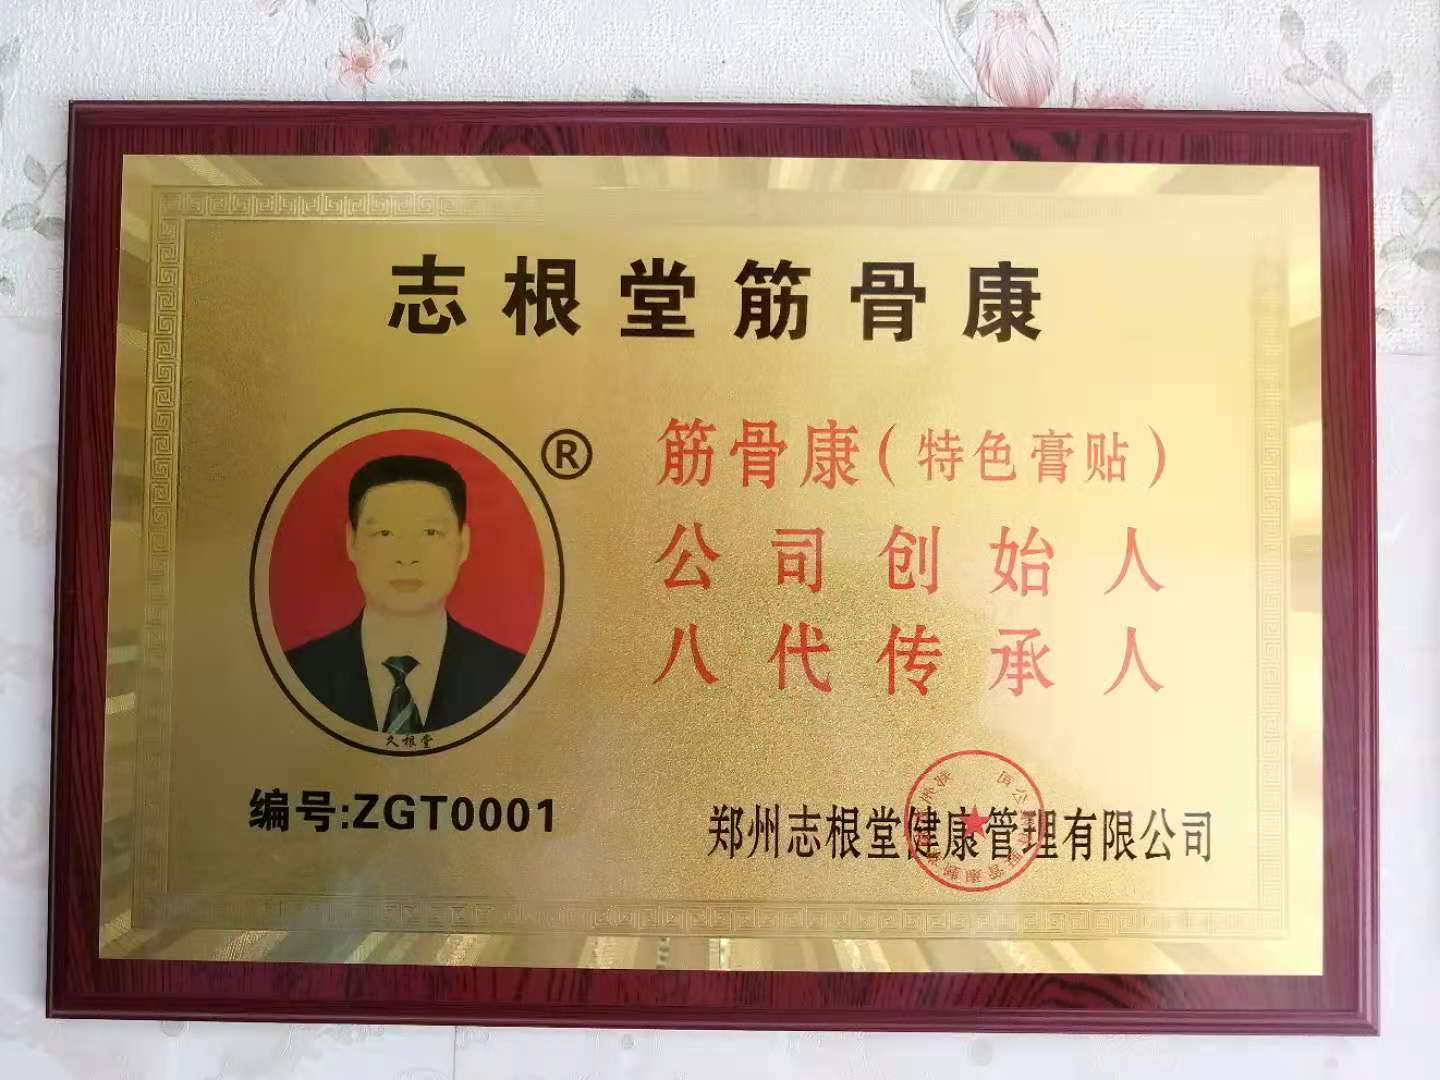 志根堂筋骨康
®
筋骨康（特色膏贴）
公司创始人
八代传承人
久根堂
编号:ZGT0001
郑州志根堂健康管理有限公司